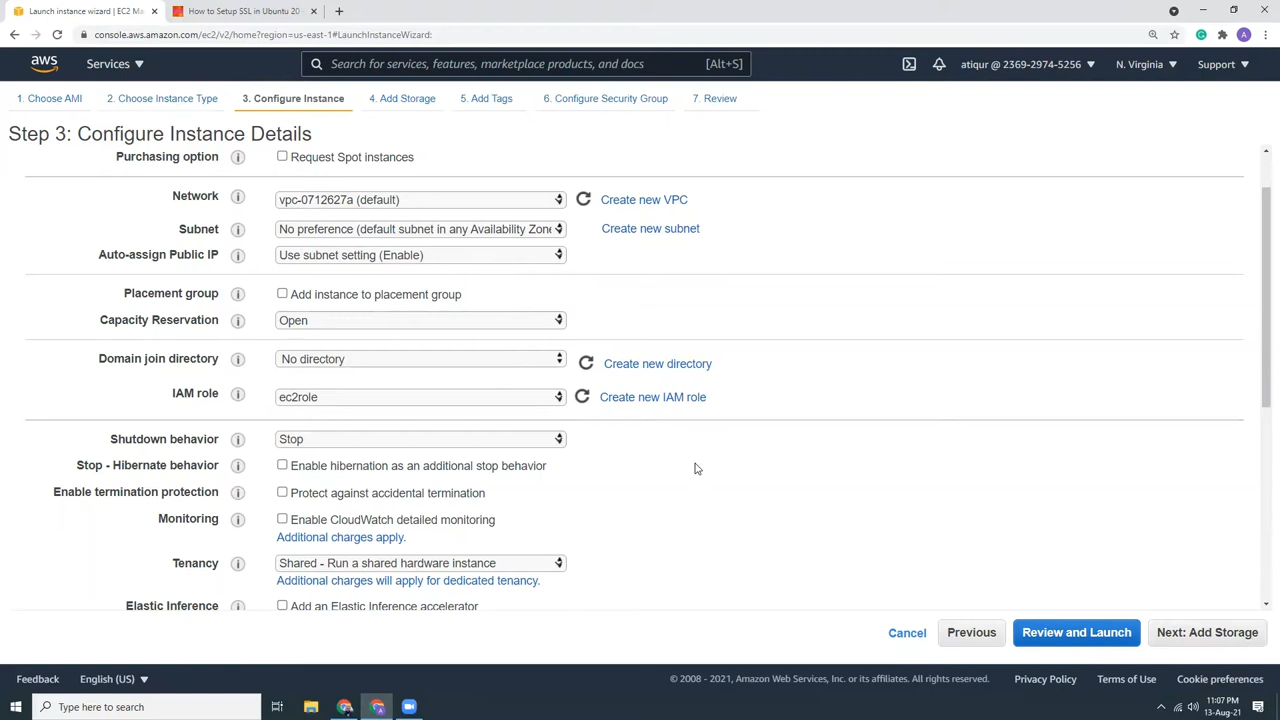 Launch instance wizard | EC2 Ma
How to Setup SSL in Ubuntu 20
console.aws.amazon.com/ec2/v2/home?region=us-east-1#LaunchInstanceWizard:
A
aws
Services
Search for services, features, marketplace products, and docs
[Alt+S]
atiqur @ 2369-2974-5256
N. Virginia
Support
1. Choose AMI
2. Choose Instance Type
3. Configure Instance
4. Add Storage
5. Add Tags
6. Configure Security Group
7. Review
Step 3: Configure Instance Details
Purchasing option
Request Spot instances
Network
vpc-0712627a (default)
Create new VPC
Subnet
No preference (default subnet in any Availability Zone
Create new subnet
Auto-assign Public IP
Use subnet setting (Enable)
Placement group
Add instance to placement group
Capacity Reservation
Open
Domain join directory
No directory
Create new directory
IAM role
ec2role
Create new IAM role
Shutdown behavior
Stop
Stop - Hibernate behavior
Enable hibernation as an additional stop behavior
Enable termination protection
Protect against accidental termination
Monitoring
Enable CloudWatch detailed monitoring
Additional charges apply.
Tenancy
Shared - Run a shared hardware instance
Additional charges will apply for dedicated tenancy.
Elastic Inference
Add an Elastic Inference accelerator
Cancel
Previous
Review and Launch
Next: Add Storage
Feedback
English (US)
© 2008 - 2021, Amazon Web Services, Inc. or its affiliates. All rights reserved.
Privacy Policy
Terms of Use
Cookie preferences
Type here to search
11:07 PM
13-Aug-21